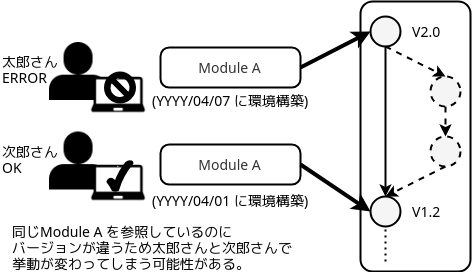 太郎さん
ERROR
Module A
(YYYY/04/07 に環境構築)
V2.0
次郎さん
OK
Module A
(YYYY/04/01 に環境構築)
V1.2
同じModule A を参照しているのに
バージョンが違うため太郎さんと次郎さんで
挙動が変わってしまう可能性がある。